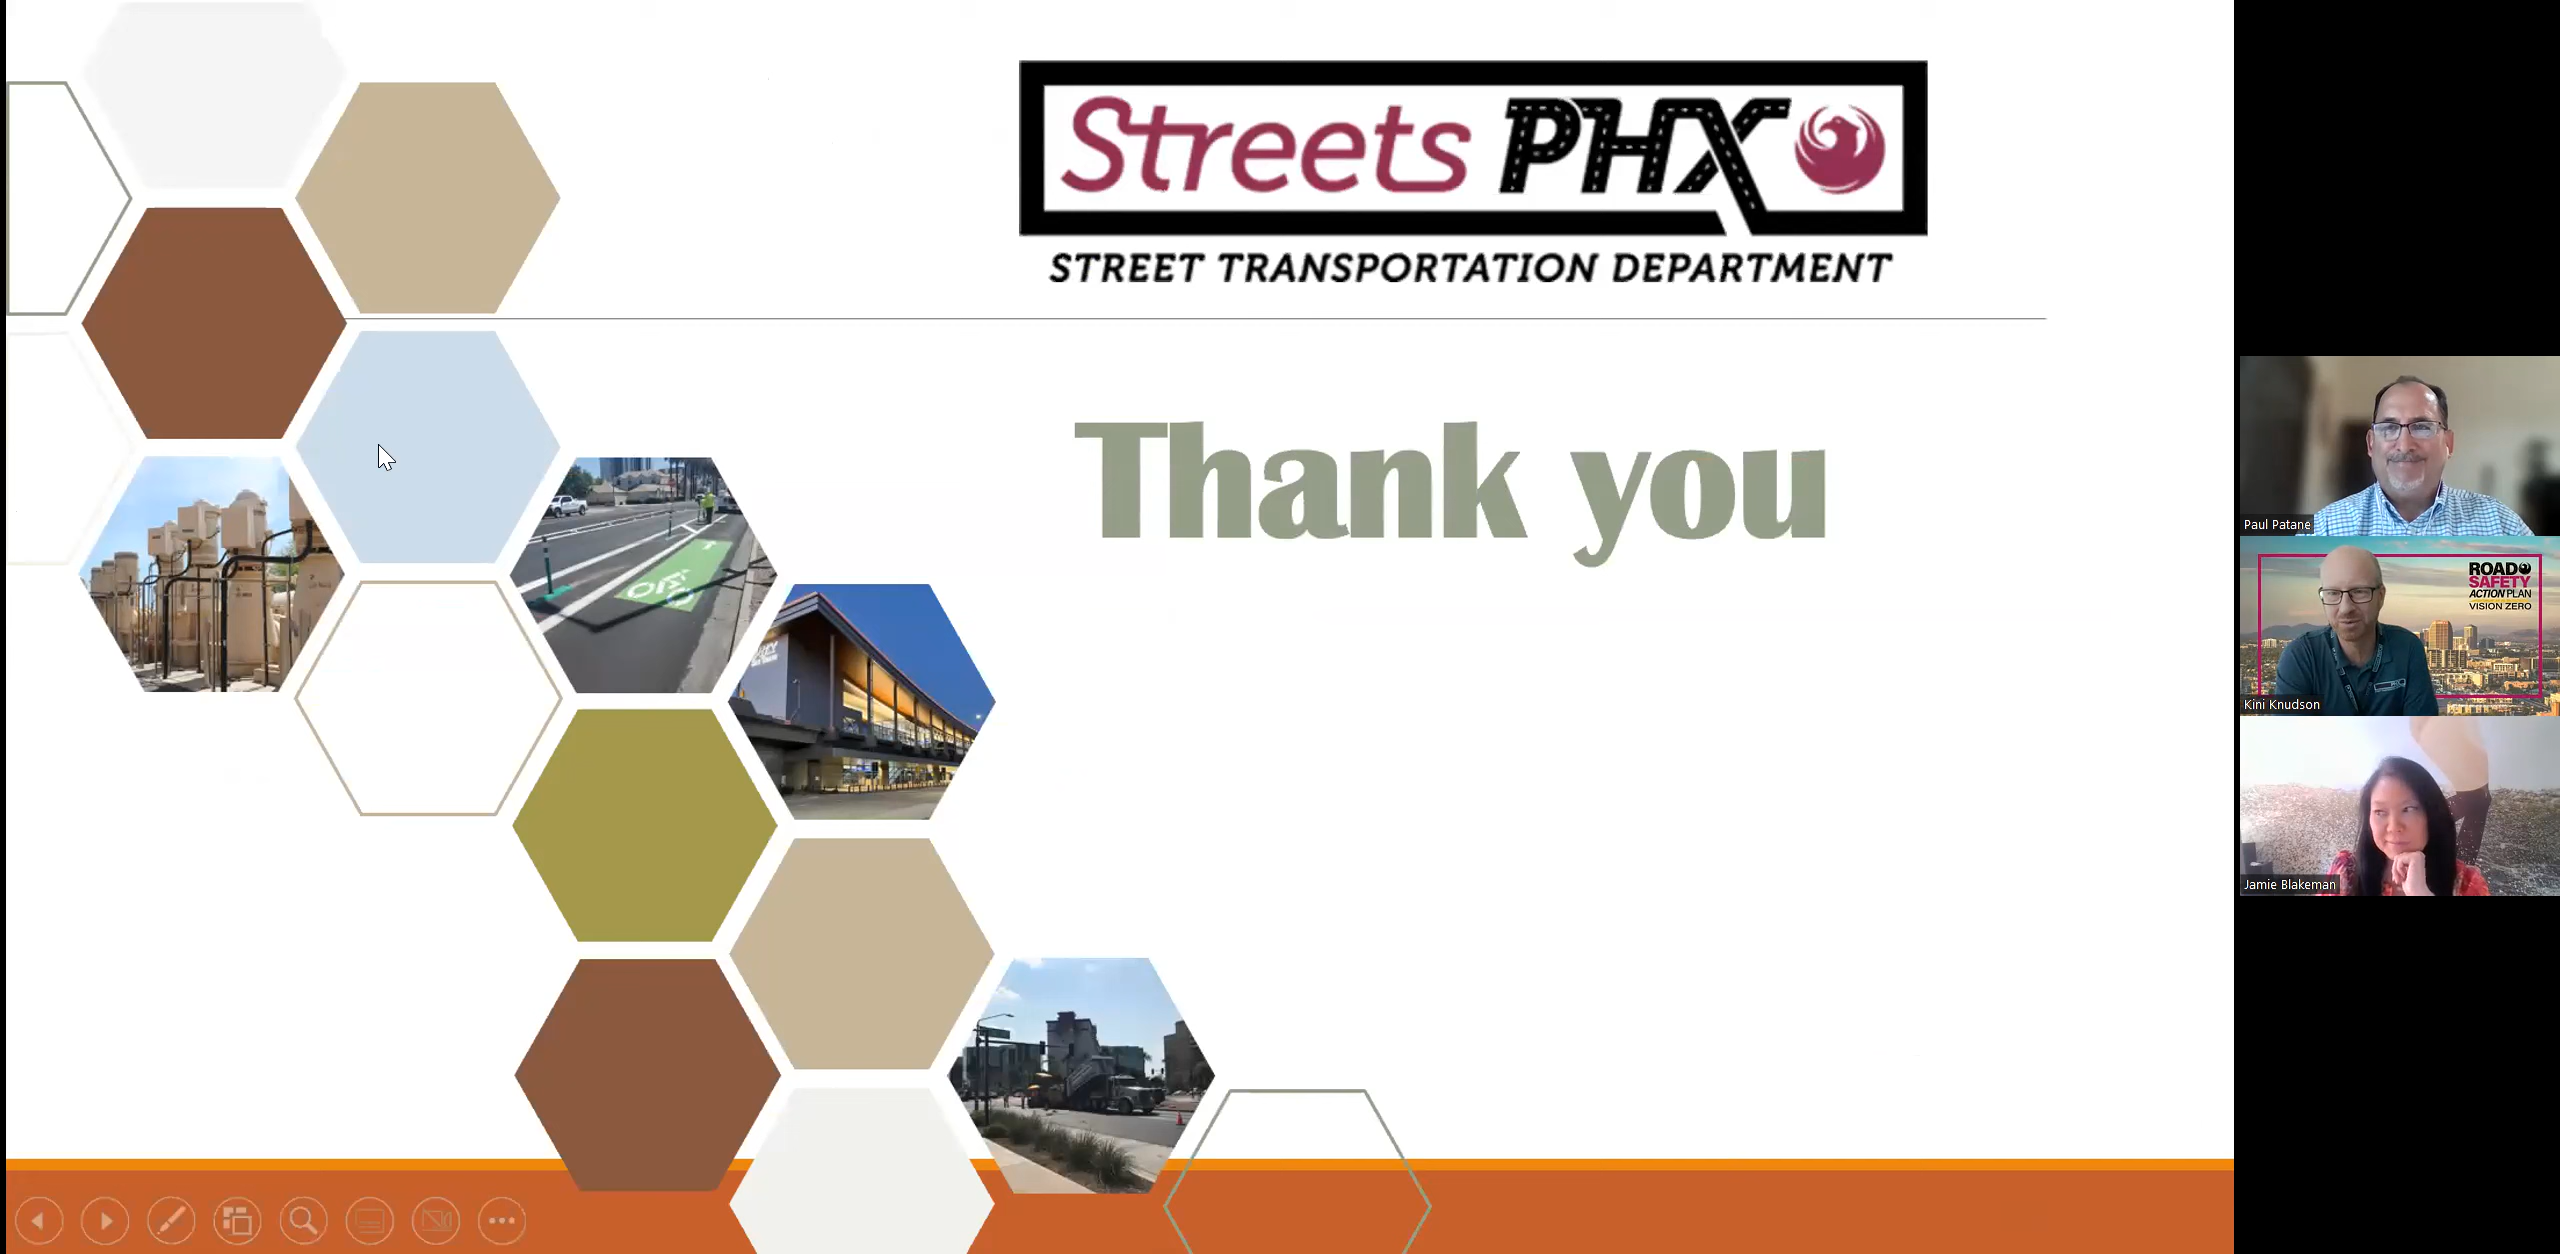 Streets PHX
STREET TRANSPORTATION DEPARTMENT
Thank you
Paul Patane
ROAD
SAFETY
ACTION PLAN
VISION ZERO
Kini Knudson
Jamie Blakeman